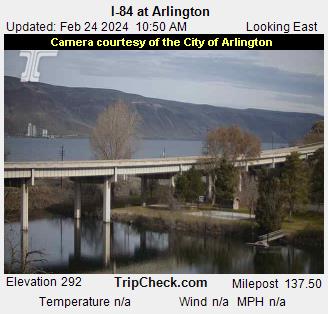 I-84 at Arlington
Updated: Feb 24 2024 10:50 AM Looking East
Camera courtesy of the City of Arlington
Elevation 292 TripCheck.com Milepost 137.50
Temperature n/a Wind n/a MPH n/a